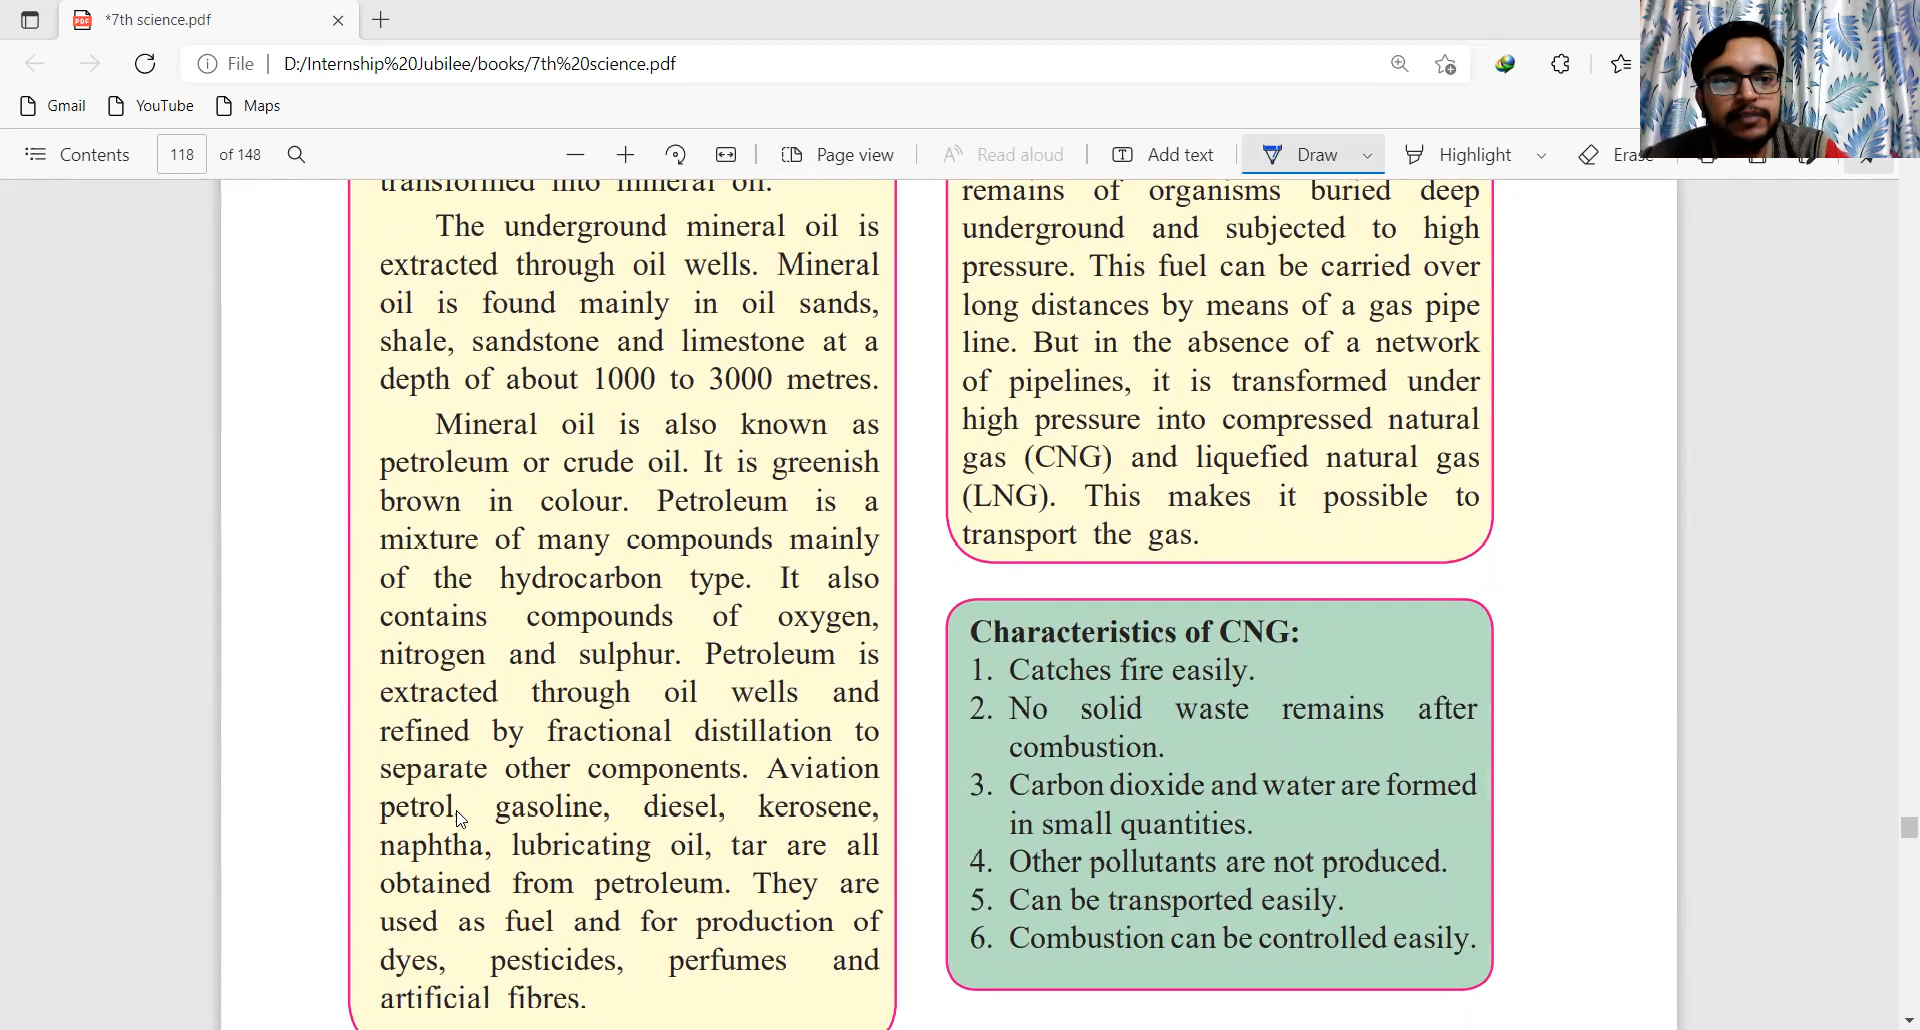 *7th science.pdf
File
D:/Internship%20Jubilee/books/7th%20science.pdf
Gmail
YouTube
Maps
Contents
118
of 148
Page view
Read aloud
Add text
Draw
Highlight
Erase
transformed into mineral oil.
The underground mineral oil is
extracted through oil wells. Mineral
oil is found mainly in oil sands,
shale, sandstone and limestone at a
depth of about 1000 to 3000 metres.
Mineral oil is also known as
petroleum or crude oil. It is greenish
brown in colour. Petroleum is a
mixture of many compounds mainly
of the hydrocarbon type. It also
contains compounds of oxygen,
nitrogen and sulphur. Petroleum is
extracted through oil wells and
refined by fractional distillation to
separate other components. Aviation
petrol, gasoline, diesel, kerosene,
naphtha, lubricating oil, tar are all
obtained from petroleum. They are
used as fuel and for production of
dyes, pesticides, perfumes and
artificial fibres.
remains of organisms buried deep
underground and subjected to high
pressure. This fuel can be carried over
long distances by means of a gas pipe
line. But in the absence of a network
of pipelines, it is transformed under
high pressure into compressed natural
gas (CNG) and liquefied natural gas
(LNG). This makes it possible to
transport the gas.
Characteristics of CNG:
1. Catches fire easily.
2. No solid waste remains after
combustion.
3. Carbon dioxide and water are formed
in small quantities.
4. Other pollutants are not produced.
5. Can be transported easily.
6. Combustion can be controlled easily.